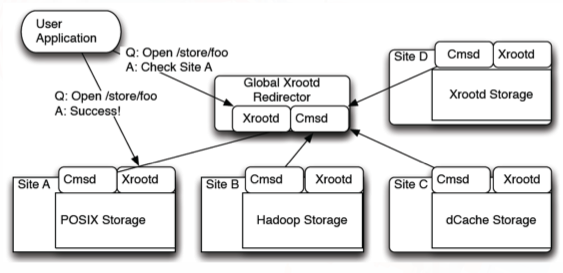 User
Application
Q: Open /store/foo
A: Check Site A
Q: Open /store/foo
A: Success!
Global Xrootd
Redirector
Xrootd
Cmsd
Site D
Cmsd
Xrootd
Xrootd Storage
Site A
Cmsd
Xrootd
POSIX Storage
Site B
Cmsd
Xrootd
Hadoop Storage
Site C
Cmsd
Xrootd
dCache Storage